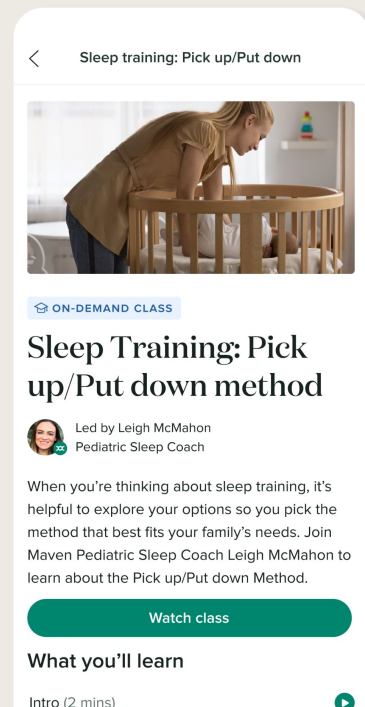 Sleep training: Pick up/Put down
ON-DEMAND CLASS
Sleep Training: Pick
up/Put down method
Led by Leigh McMahon
Pediatric Sleep Coach
When you’re thinking about sleep training, it’s
helpful to explore your options so you pick the
method that best fits your family’s needs. Join
Maven Pediatric Sleep Coach Leigh McMahon to
learn about the Pick up/Put down Method.
Watch class
What you’ll learn
Intro (2 mins)